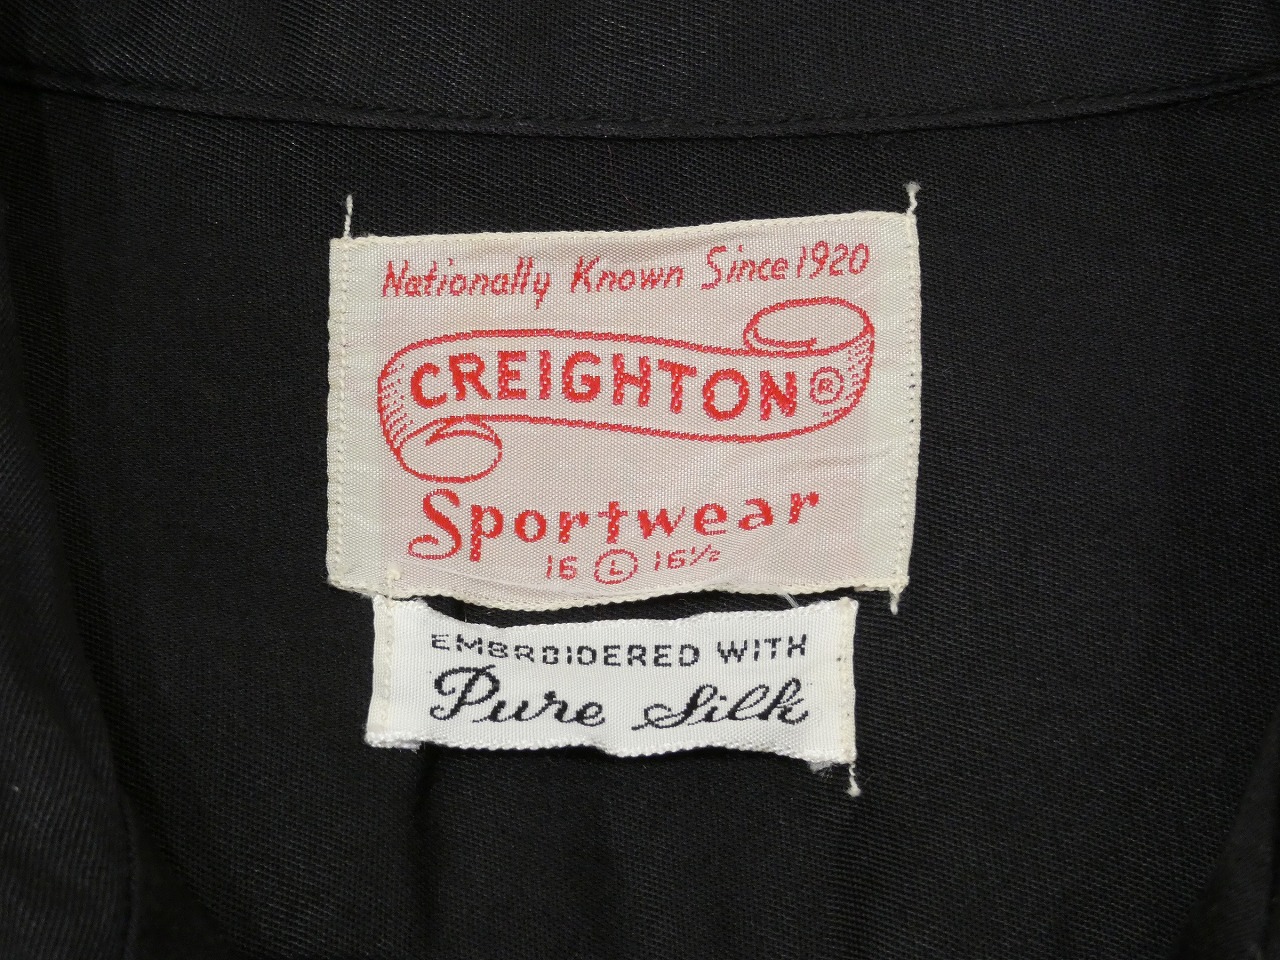 Nationally Known Since 1920
CREIGHTON ®
Sportwear
16 L 16½
EMBROIDERED WITH
Pure Silk